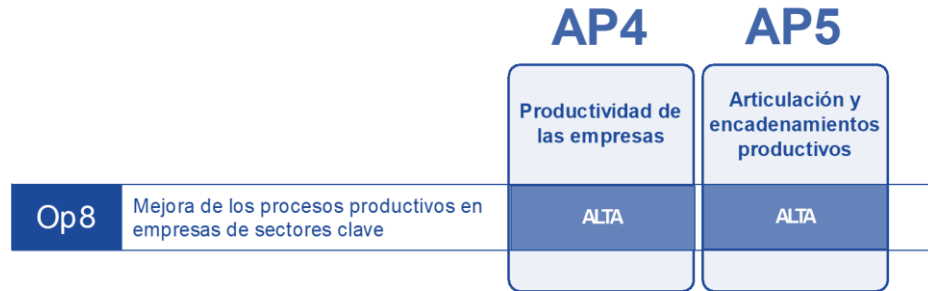 AP4 AP5
Productividad de
las empresas
Articulación y
encadenamientos
productivos
Op8
Mejora de los procesos productivos en
empresas de sectores clave
ALTA ALTA